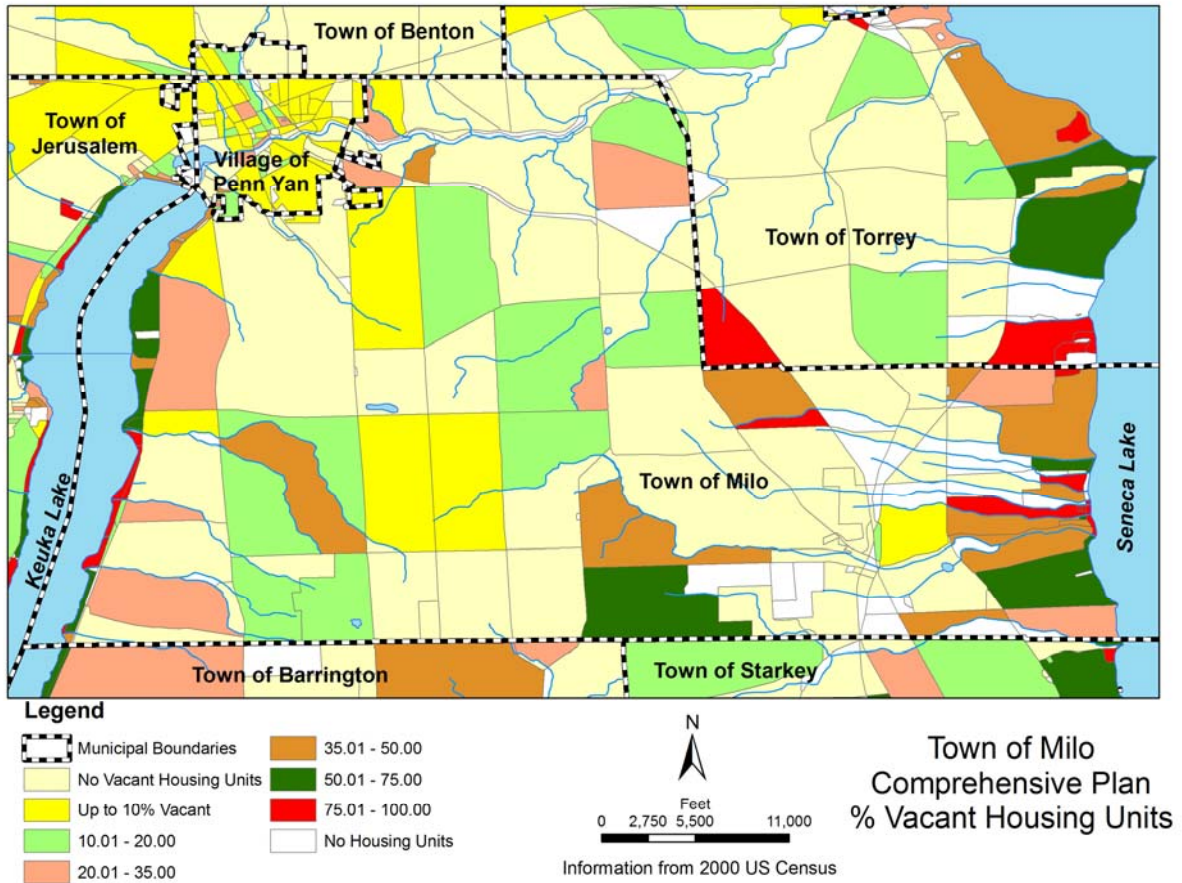 Town of Benton
Town of
Jerusalem
Village of
Penn Yan
Town of Torrey
Town of Milo
Keuka Lake
Seneca Lake
Town of Barrington
Town of Starkey
Legend
Municipal Boundaries
No Vacant Housing Units
Up to 10% Vacant
10.01 - 20.00
20.01 - 35.00
35.01 - 50.00
50.01 - 75.00
75.01 - 100.00
No Housing Units
N
Feet
0 2,750 5,500 11,000
Information from 2000 US Census
Town of Milo
Comprehensive Plan
% Vacant Housing Units